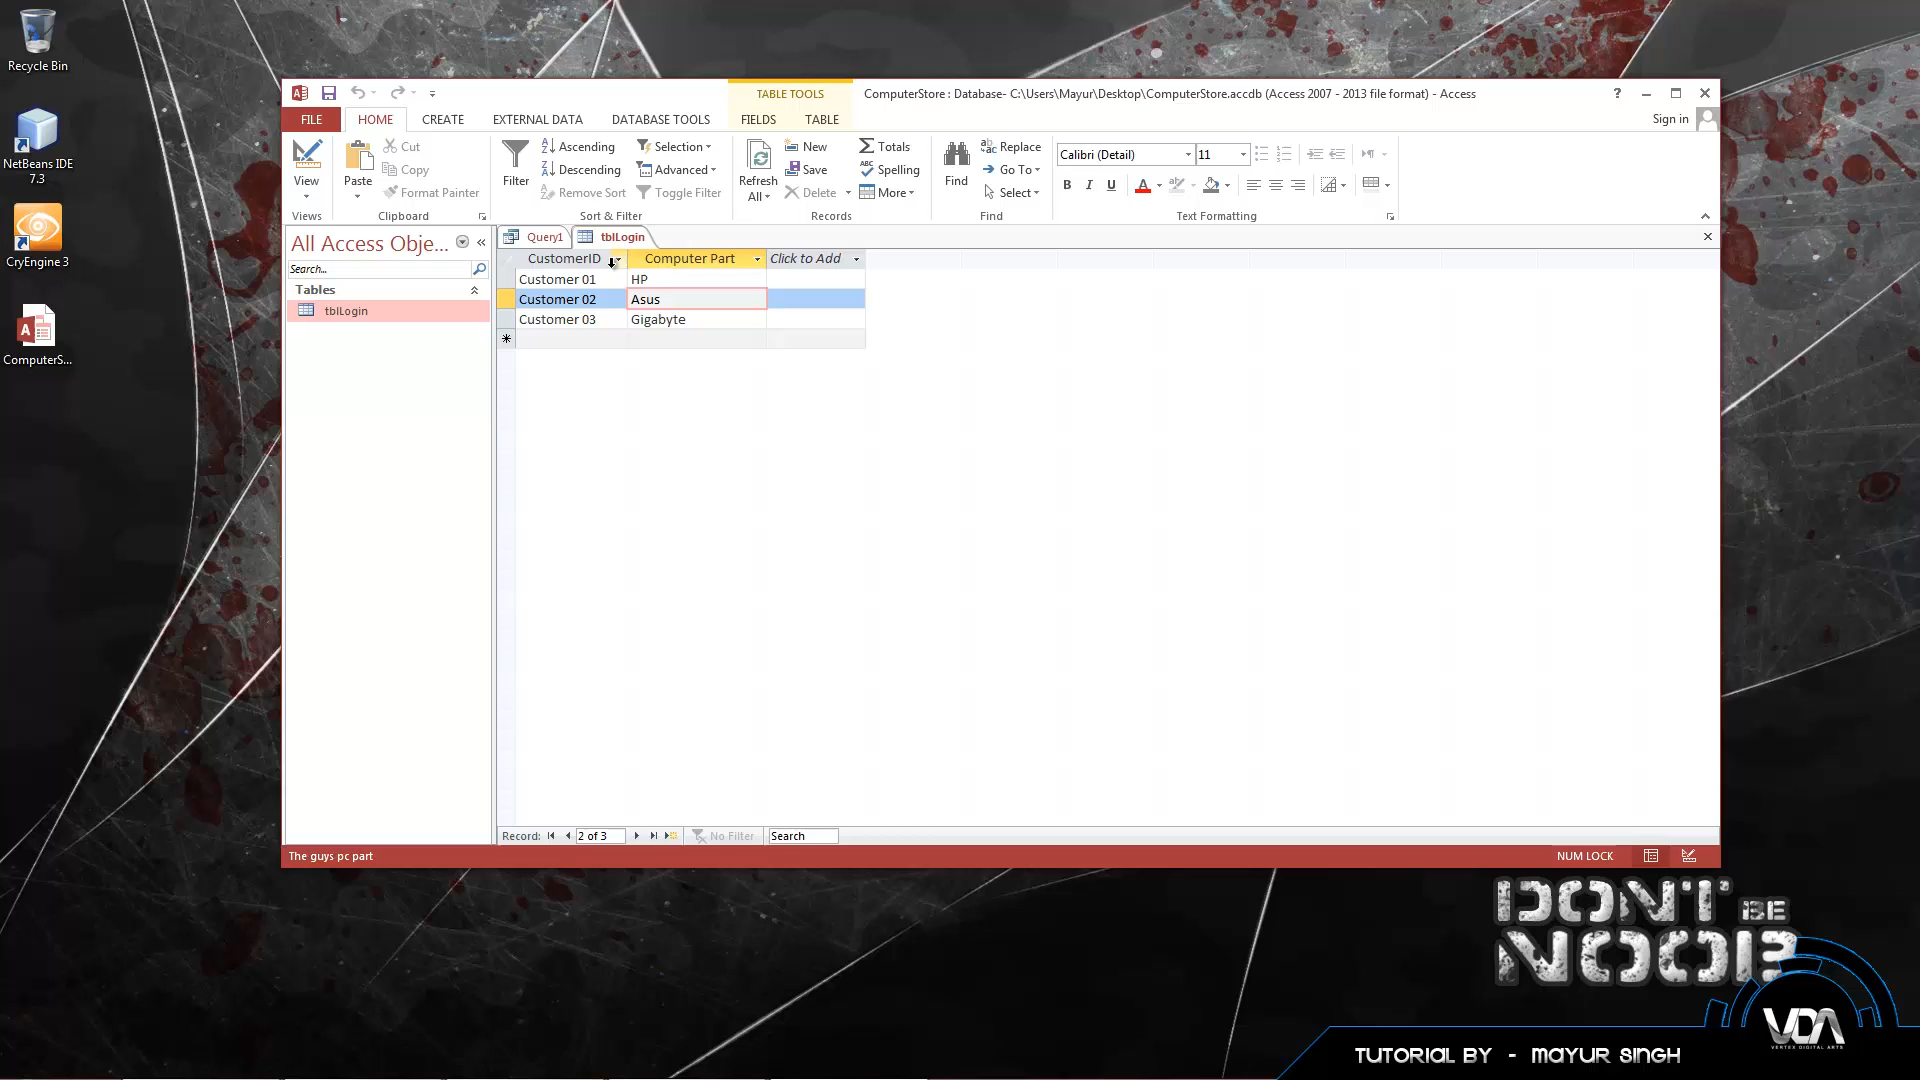 Recycle Bin
NetBeans IDE
7.3
CryEngine 3
ComputerS...
TABLE TOOLS
ComputerStore : Database- C:\Users\Mayur\Desktop\ComputerStore.accdb (Access 2007 - 2013 file format) - Access
?
FILE HOME CREATE EXTERNAL DATA DATABASE TOOLS FIELDS TABLE
Sign in
View
Views
Paste
Cut
Copy
Format Painter
Clipboard
Filter
Ascending
Descending
Remove Sort
Selection
Advanced
Toggle Filter
Sort & Filter
Refresh
All
New
Save
Delete
Totals
Spelling
More
Records
Find
Replace
Go To
Select
Find
Calibri (Detail) 11
B I U A
Text Formatting
All Access Obje...
Search...
Tables
tblLogin
Query1 tblLogin
CustomerID Computer Part Click to Add
Customer 01 HP
Customer 02 Asus
Customer 03 Gigabyte
Record: 2 of 3 No Filter Search
The guys pc part
NUM LOCK
DONT BE
NOOB
VDA
VERTEX DIGITAL ARTS
TUTORIAL BY - MAYUR SINGH